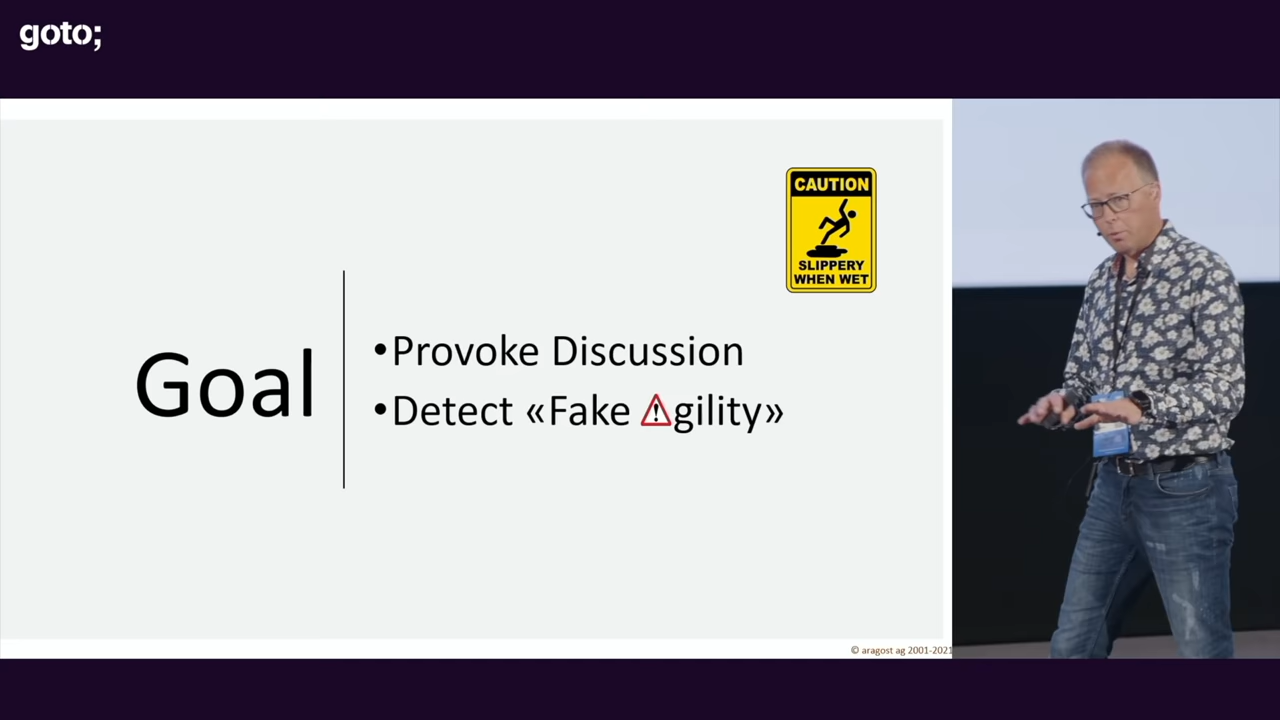 goto;
CAUTION
SLIPPERY
WHEN WET
Goal
•Provoke Discussion
•Detect «Fake ⚠gility»
© aragost ag 2001-2021